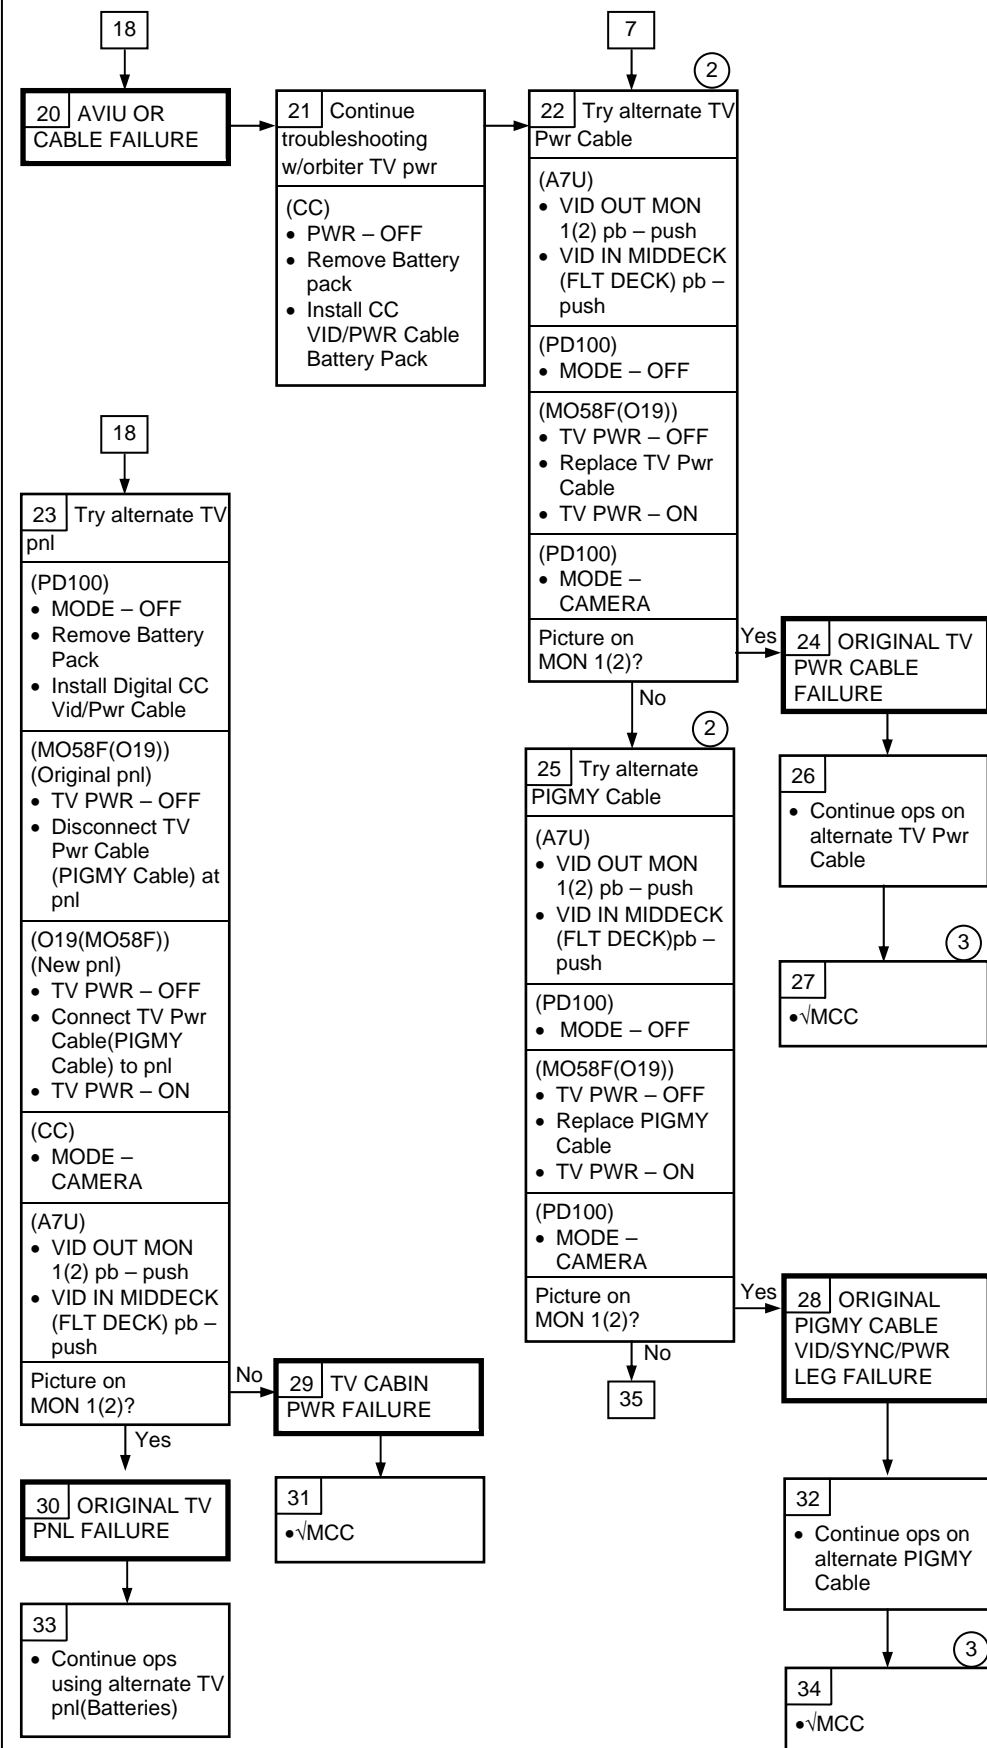 18
20 AVIU OR
CABLE FAILURE
21 Continue
troubleshooting
w/orbiter TV pwr
(CC)
• PWR – OFF
• Remove Battery
pack
• Install CC
VID/PWR Cable
Battery Pack
7
2
22 Try alternate TV
Pwr Cable
(A7U)
• VID OUT MON
1(2) pb – push
• VID IN MIDDECK
(FLT DECK) pb –
push
(PD100)
• MODE – OFF
(MO58F(O19))
• TV PWR – OFF
• Replace TV Pwr
Cable
• TV PWR – ON
(PD100)
• MODE –
CAMERA
Picture on
MON 1(2)?
Yes
No
24 ORIGINAL TV
PWR CABLE
FAILURE
26
• Continue ops on
alternate TV Pwr
Cable
3
27
•√MCC
2
25 Try alternate
PIGMY Cable
(A7U)
• VID OUT MON
1(2) pb – push
• VID IN MIDDECK
(FLT DECK)pb –
push
(PD100)
• MODE – OFF
(MO58F(O19))
• TV PWR – OFF
• Replace PIGMY
Cable
• TV PWR – ON
(PD100)
• MODE –
CAMERA
Picture on
MON 1(2)?
Yes
No
35
28 ORIGINAL
PIGMY CABLE
VID/SYNC/PWR
LEG FAILURE
32
• Continue ops on
alternate PIGMY
Cable
3
34
•√MCC
18
23 Try alternate TV
pnl
(PD100)
• MODE – OFF
• Remove Battery
Pack
• Install Digital CC
Vid/Pwr Cable
(MO58F(O19))
(Original pnl)
• TV PWR – OFF
• Disconnect TV
Pwr Cable
(PIGMY Cable) at
pnl
(O19(MO58F))
(New pnl)
• TV PWR – OFF
• Connect TV Pwr
Cable(PIGMY
Cable) to pnl
• TV PWR – ON
(CC)
• MODE –
CAMERA
(A7U)
• VID OUT MON
1(2) pb – push
• VID IN MIDDECK
(FLT DECK) pb –
push
Picture on
MON 1(2)?
No
Yes
29 TV CABIN
PWR FAILURE
31
•√MCC
30 ORIGINAL TV
PNL FAILURE
33
• Continue ops
using alternate TV
pnl(Batteries)